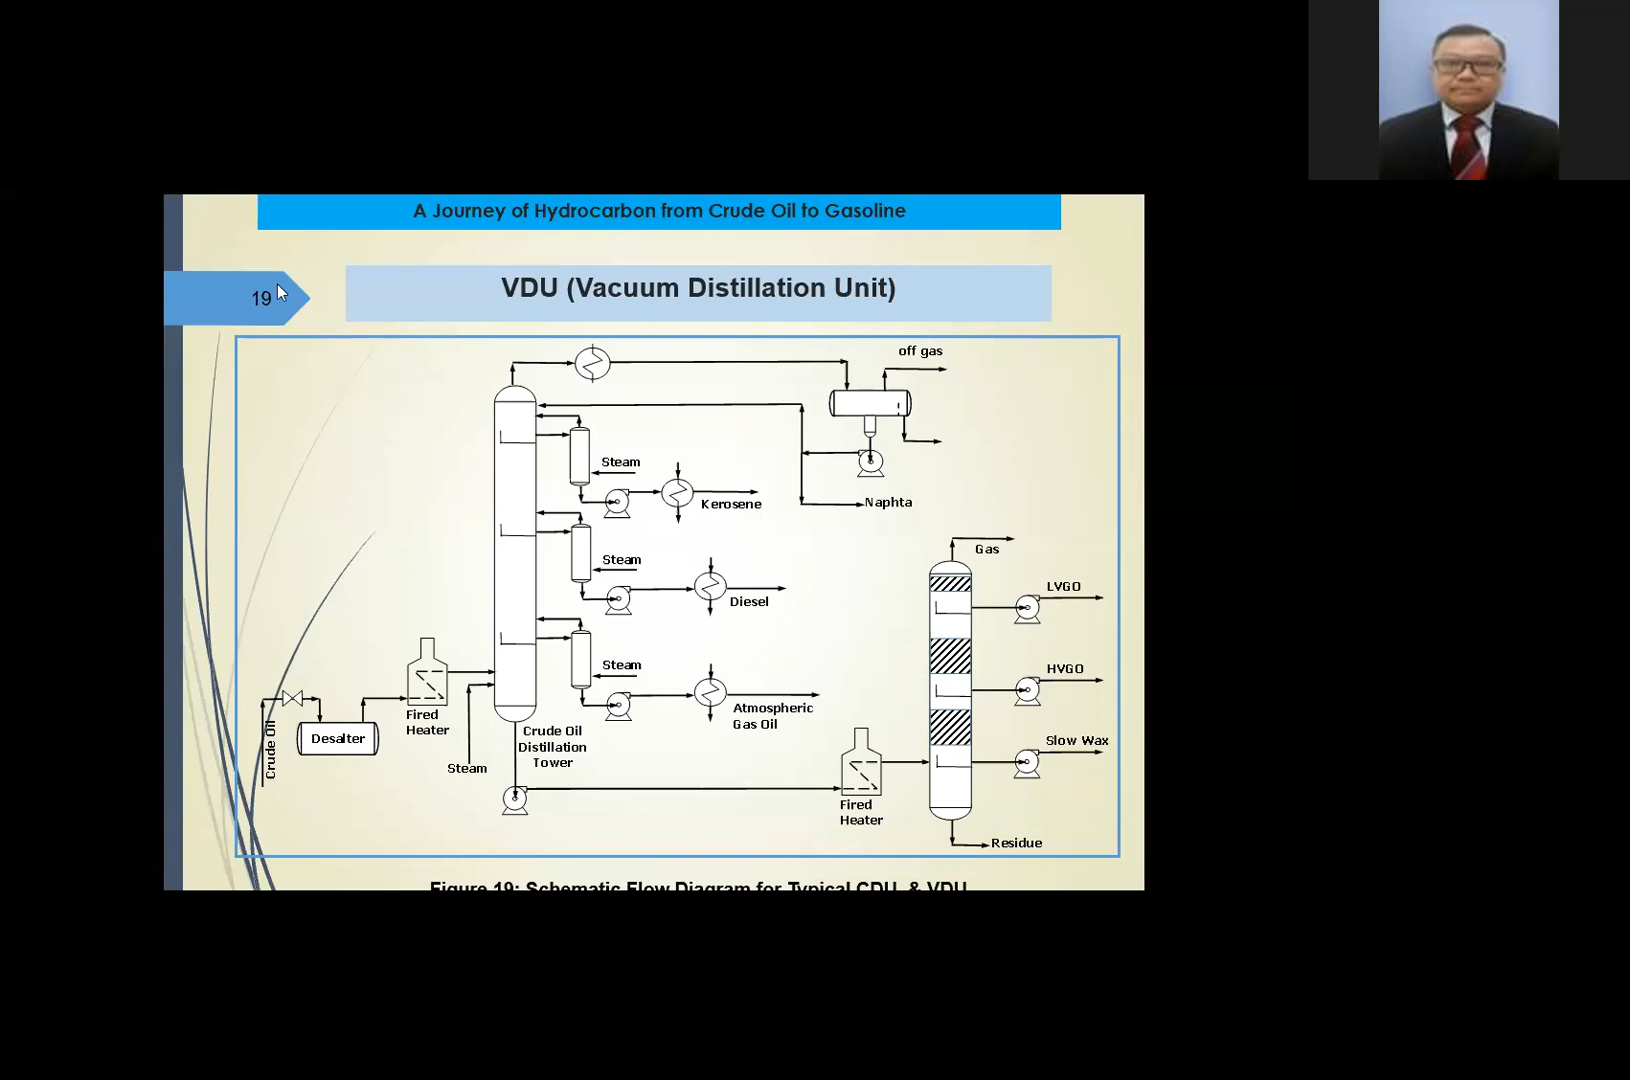 A Journey of Hydrocarbon from Crude Oil to Gasoline
19
VDU (Vacuum Distillation Unit)
off gas
Steam
Kerosene
Naphta
Steam
Diesel
Gas
LVGO
HVGO
Slow Wax
Residue
Steam
Atmospheric
Gas Oil
Crude Oil
Desalter
Fired
Heater
Steam
Crude Oil
Distillation
Tower
Fired
Heater
Figure 19: Schematic Flow Diagram for Typical CDU & VDU